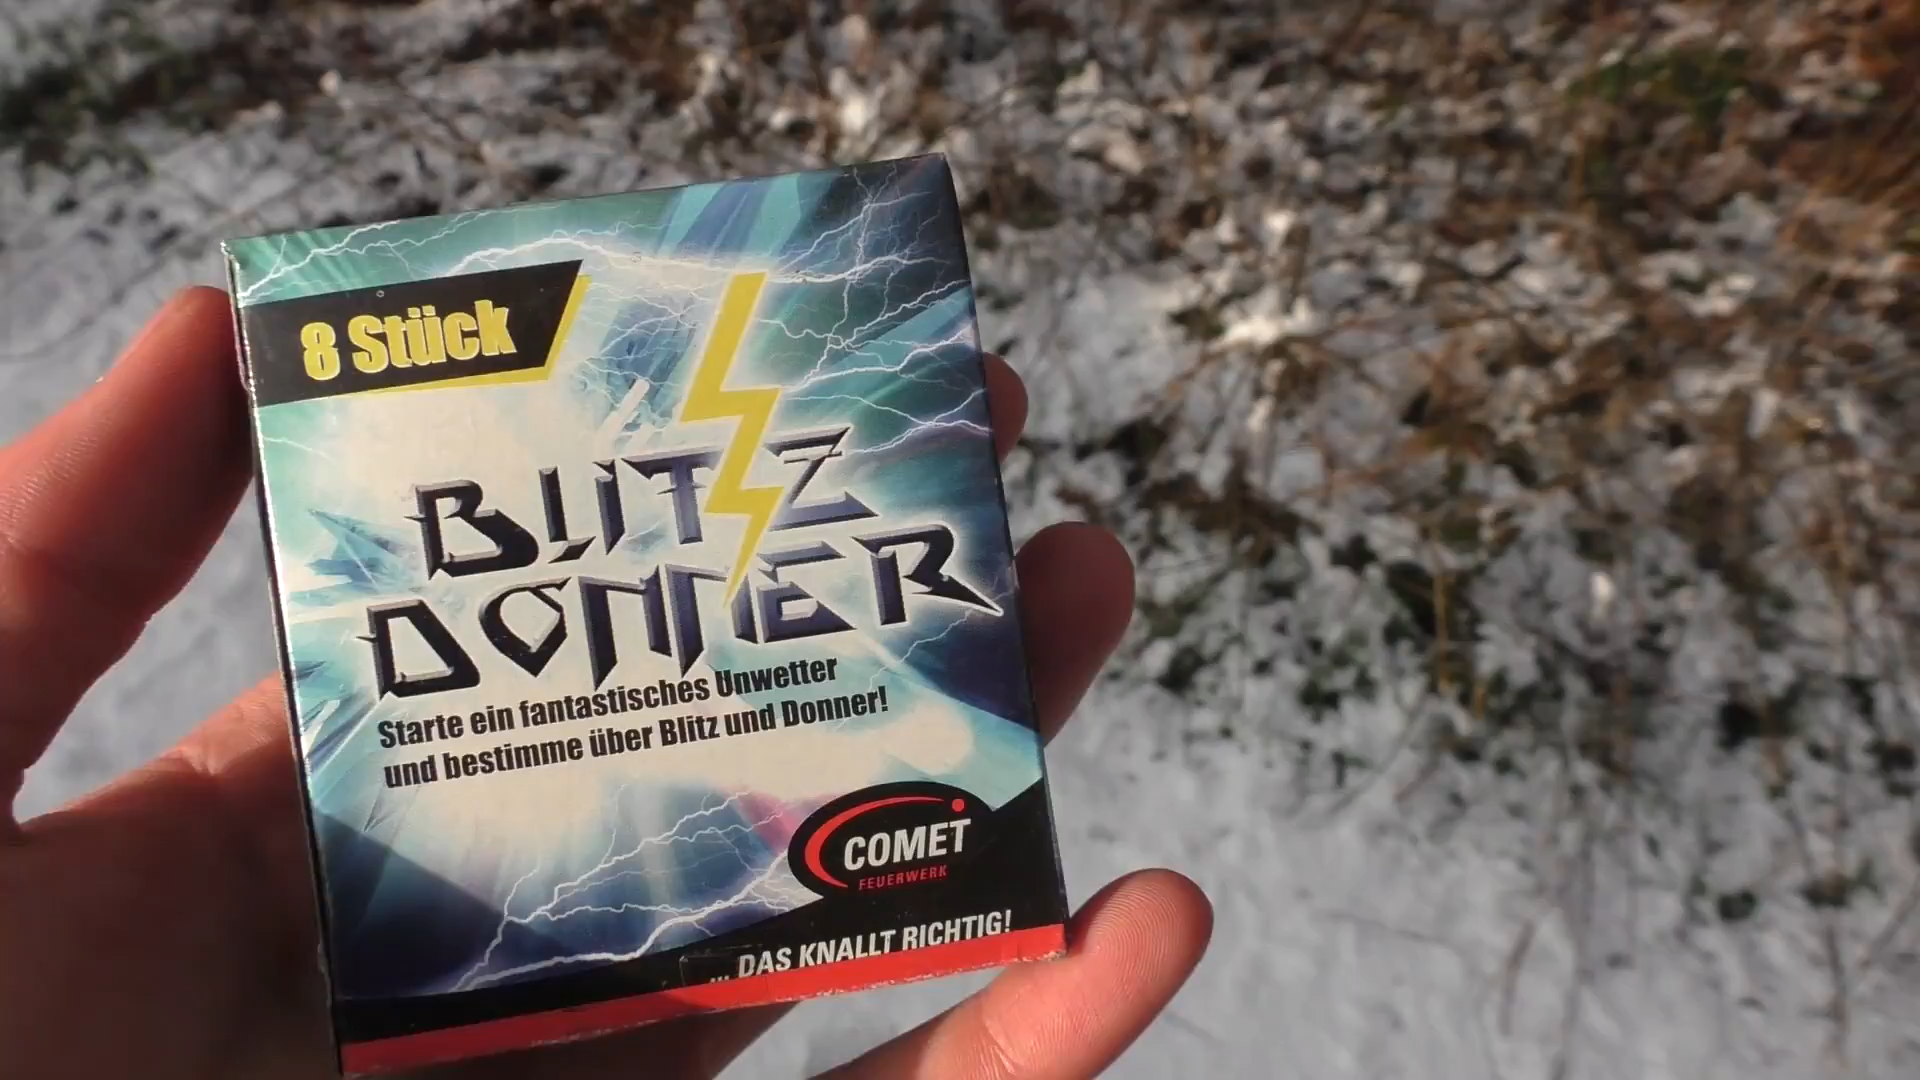 8 Stück
BLITZ
DONNER
Starte ein fantastisches Unwetter
und bestimme über Blitz und Donner!
COMET
FEUERWERK
... DAS KNALLT RICHTIG!